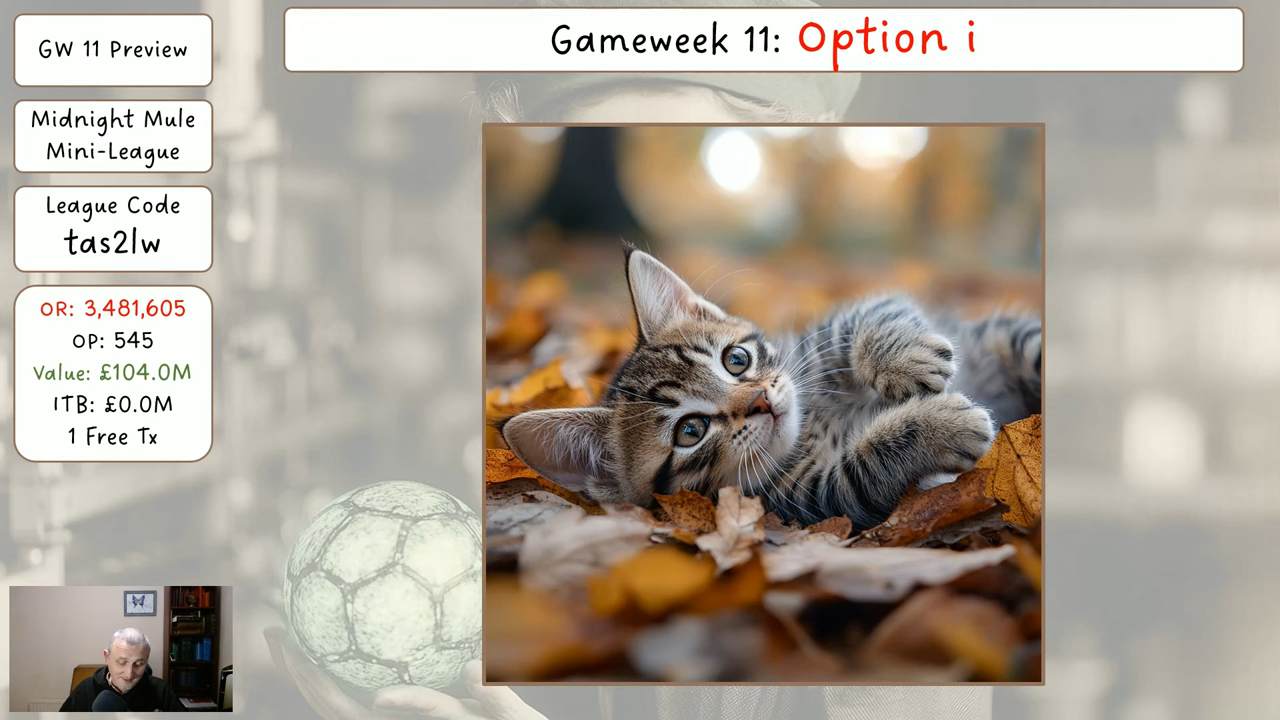 GW 11 Preview
Gameweek 11: Option i
Midnight Mule
Mini-League
League Code
tas2lw
OR: 3,481,605
OP: 545
Value: £104.0M
ITB: £0.0M
1 Free Tx